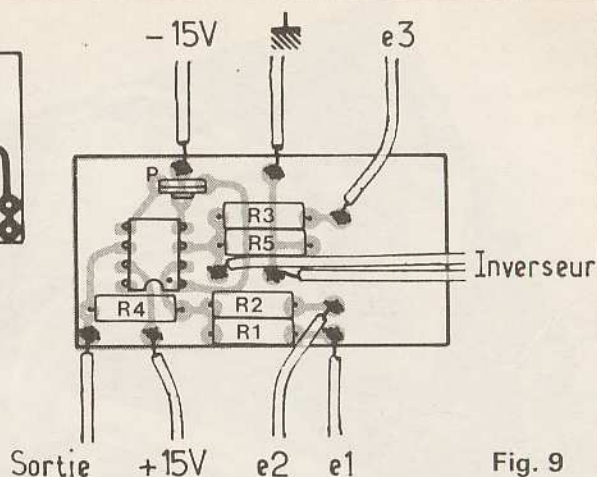 - 15V
e3
P
R3
R5
Inverseur
R4
R2
R1
Sortie
+15V
e2
e1
Fig. 9